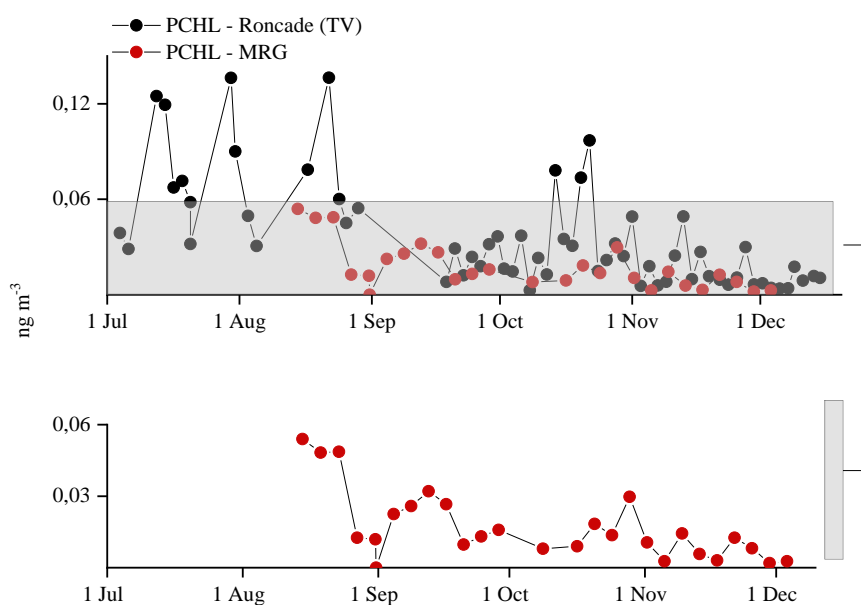 PCHL - Roncade (TV)
PCHL - MRG
0,12
0,06
ng m⁻³
1 Jul 1 Aug 1 Sep 1 Oct 1 Nov 1 Dec
0,06
0,03
1 Jul 1 Aug 1 Sep 1 Oct 1 Nov 1 Dec